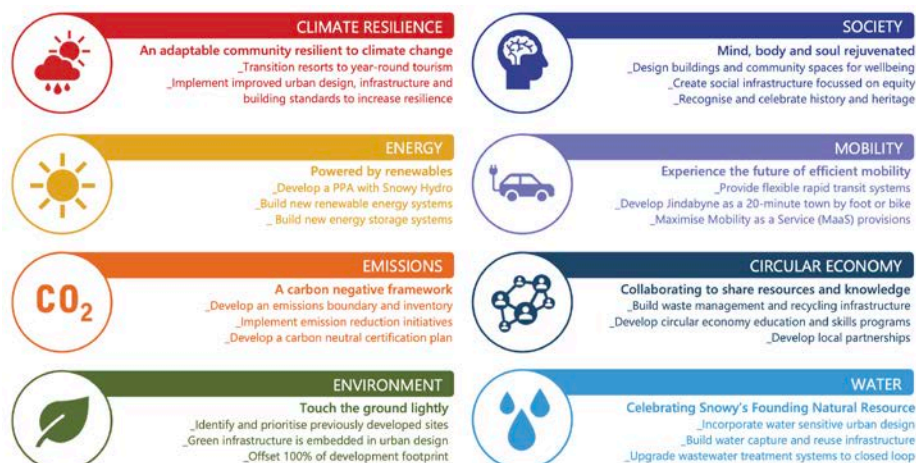 CLIMATE RESILIENCE
An adaptable community resilient to climate change
_Transition resorts to year-round tourism
_Implement improved urban design, infrastructure and
building standards to increase resilience
ENERGY
Powered by renewables
_Develop a PPA with Snowy Hydro
_Build new renewable energy systems
_ Build new energy storage systems
EMISSIONS
CO2
A carbon negative framework
_Develop an emissions boundary and inventory
_Implement emission reduction initiatives
_Develop a carbon neutral certification plan
ENVIRONMENT
Touch the ground lightly
_Identify and prioritise previously developed sites
_Green infrastructure is embedded in urban design
_Offset 100% of development footprint
SOCIETY
Mind, body and soul rejuvenated
_Design buildings and community spaces for wellbeing
_Create social infrastructure focussed on equity
_Recognise and celebrate history and heritage
MOBILITY
Experience the future of efficient mobility
_Provide flexible rapid transit systems
_Develop Jindabyne as a 20-minute town by foot or bike
_Maximise Mobility as a Service (MaaS) provisions
CIRCULAR ECONOMY
Collaborating to share resources and knowledge
_Build waste management and recycling infrastructure
_Develop circular economy education and skills programs
_Develop local partnerships
WATER
Celebrating Snowy's Founding Natural Resource
_Incorporate water sensitive urban design
_Build water capture and reuse infrastructure
_Upgrade wastewater treatment systems to closed loop